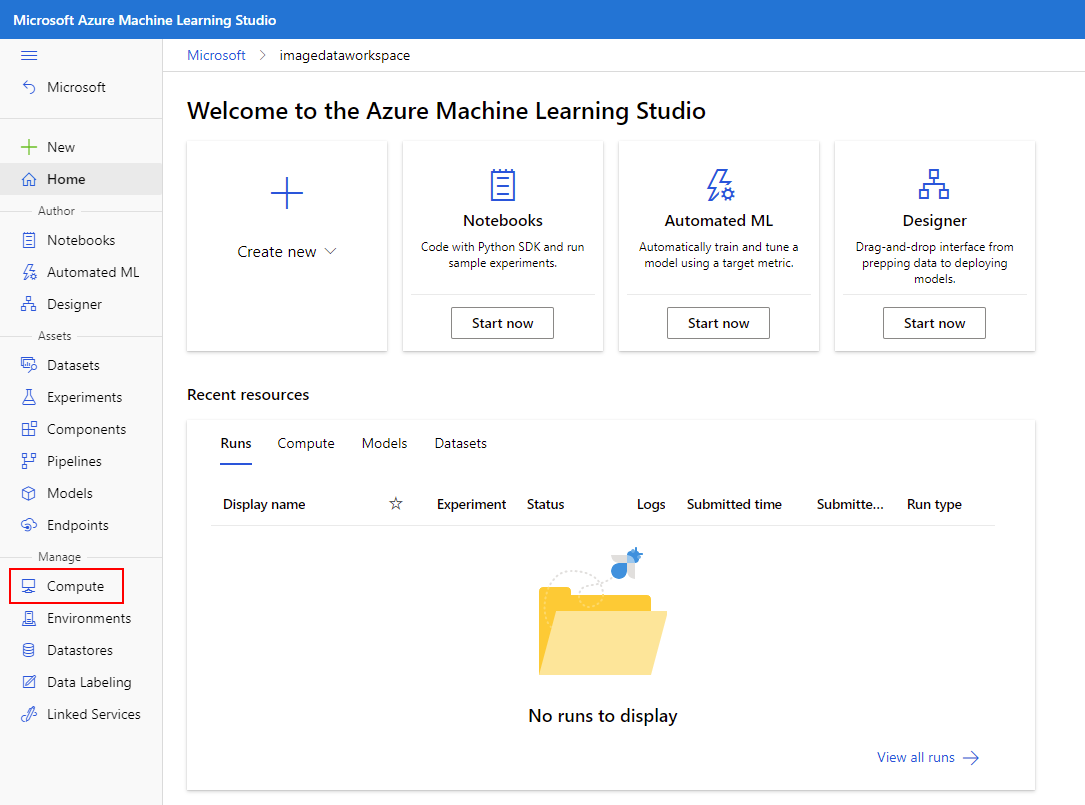 Microsoft Azure Machine Learning Studio
Microsoft
New
Home
Author
Notebooks
Automated ML
Designer
Assets
Datasets
Experiments
Components
Pipelines
Models
Endpoints
Manage
Compute
Environments
Datastores
Data Labeling
Linked Services
Microsoft > imagedataworkspace
Welcome to the Azure Machine Learning Studio
Create new
Notebooks
Code with Python SDK and run
sample experiments.
Start now
Automated ML
Automatically train and tune a
model using a target metric.
Start now
Designer
Drag-and-drop interface from
prepping data to deploying
models.
Start now
Recent resources
Runs Compute Models Datasets
Display name Experiment Status Logs Submitted time Submitte... Run type
No runs to display
View all runs